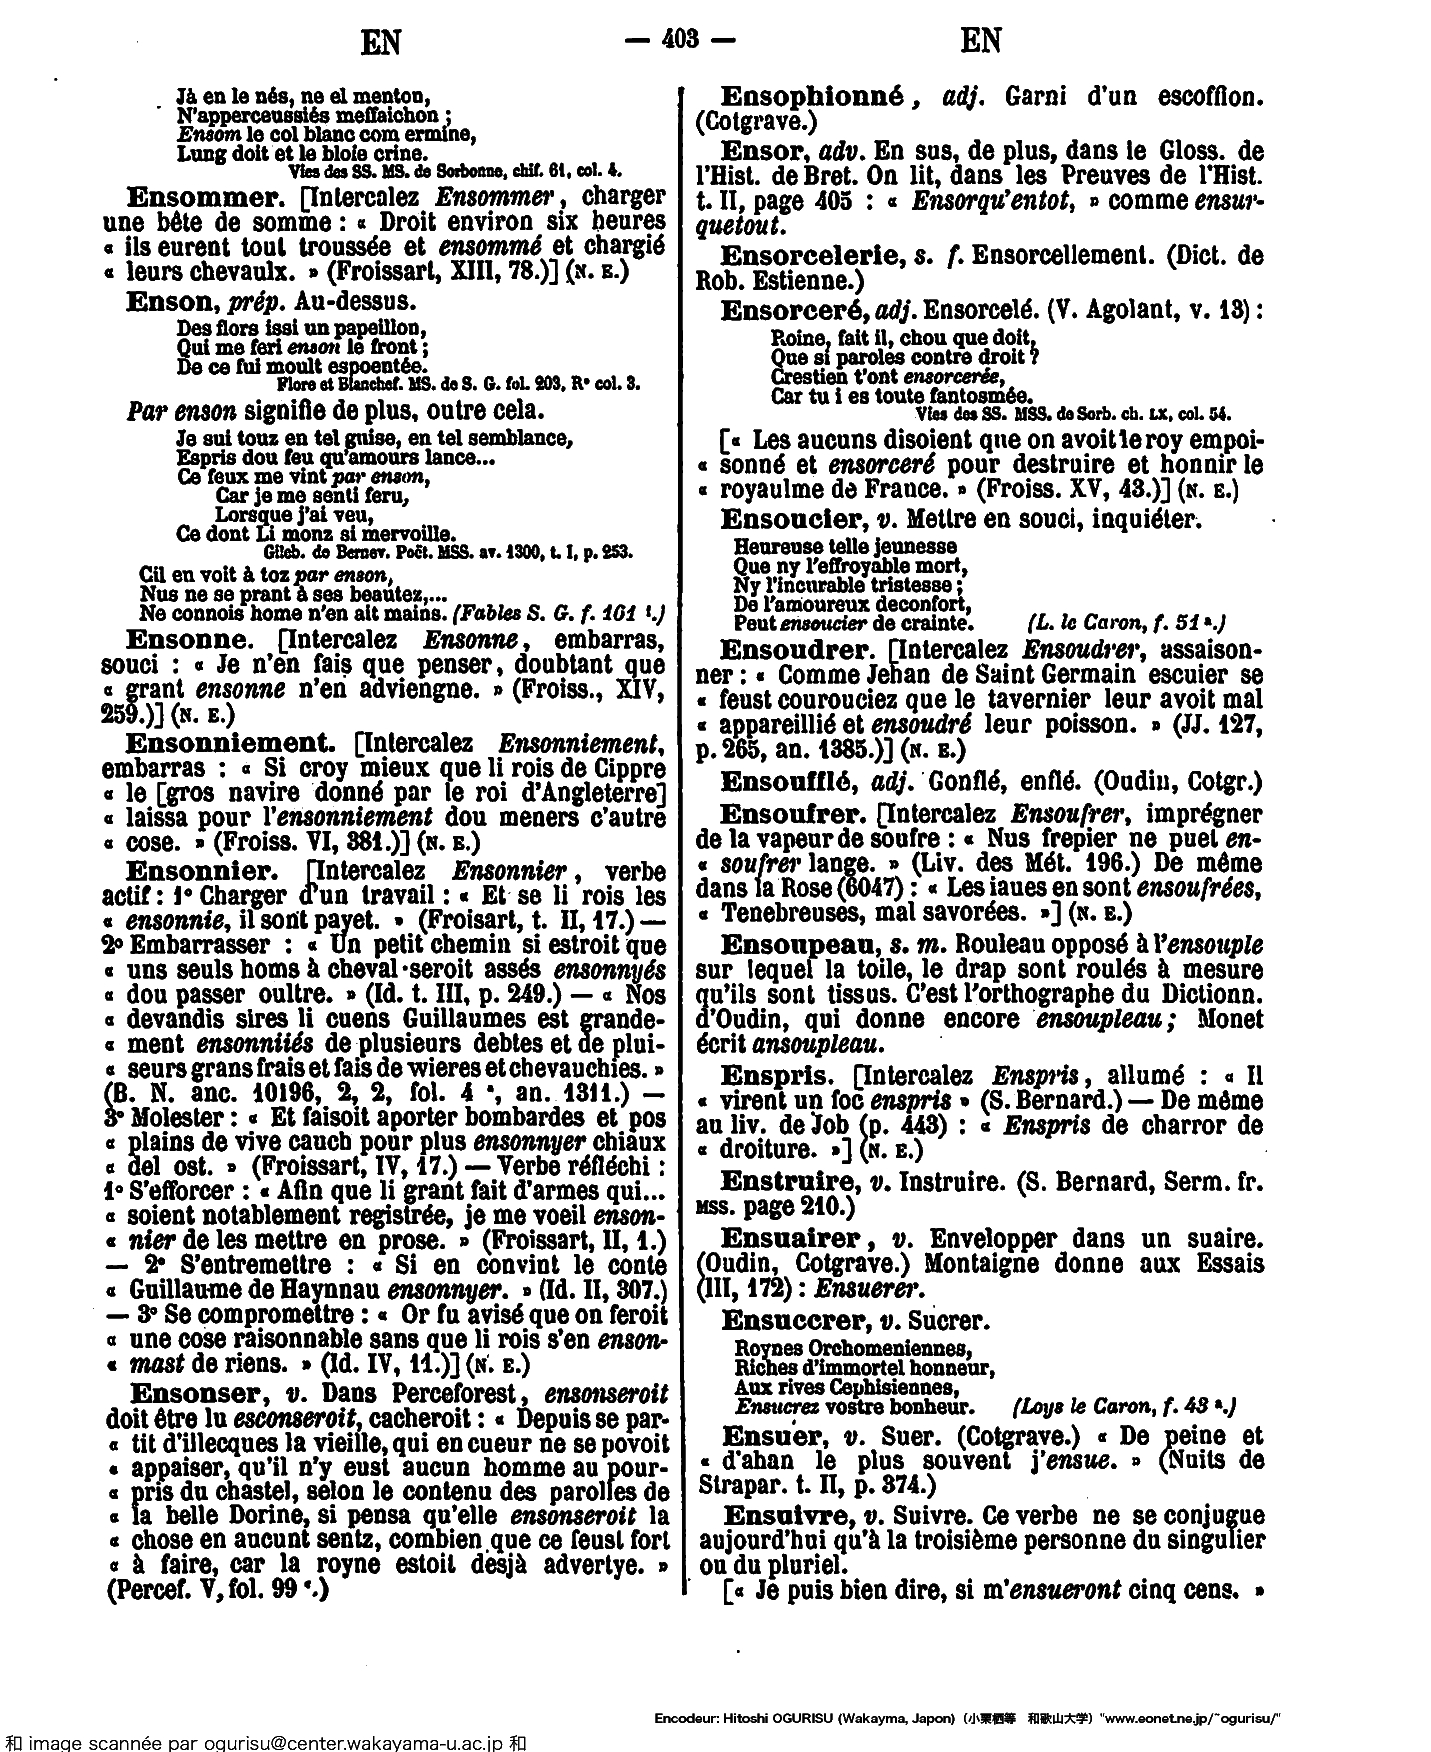 EN — 403 — EN
Jà en le nés, ne el menton,
N'apperceussiés meffaichon ;
Ensom le col blanc com ermine,
Lung doit et le bloie crine.
Vies des SS. MS. de Sorbonne, chif. 61, col. 4.
Ensommer. [Intercalez Ensommer, charger
une bête de somme : « Droit environ six heures
« ils eurent tout troussée et ensommé et chargié
« leurs chevaulx. » (Froissart, XIII, 78.)] (N. E.)
Enson, prép. Au-dessus.
Des flors issi un papeillon,
Qui me feri enson le front ;
De ce fui moult espoentée.
Flore et Blanchef. MS. de S. G. fol. 203, R° col. 3.
Par enson signifie de plus, outre cela.
Je sui touz en tel guise, en tel semblance,
Espris dou feu qu'amours lance...
Ce feux me vint par enson,
Car je me senti feru,
Lorsque j'ai veu,
Ce dont Li monz si mervoille.
Gileb. de Bernev. Poët. MSS. av. 1300, t. I, p. 253.
Cil en voit à toz par enson,
Nus ne se prant à ses beautez,...
Ne connois home n'en ait mains. (Fables S. G. f. 161 ¹.)
Ensonne. [Intercalez Ensonne, embarras,
souci : « Je n'en fais que penser, doubtant que
« grant ensonne n'en adviengne. » (Froiss., XIV,
259.)] (N. E.)
Ensonniement. [Intercalez Ensonniement,
embarras : « Si croy mieux que li rois de Cippre
« le [gros navire donné par le roi d'Angleterre]
« laissa pour l'ensonniement dou meners c'autre
« cose. » (Froiss. VI, 381.)] (N. E.)
Ensonnier. [Intercalez Ensonnier, verbe
actif : 1° Charger d'un travail : « Et se li rois les
« ensonnie, il sont payet. » (Froisart, t. II, 17.) —
2° Embarrasser : « Un petit chemin si estroit que
« uns seuls homs à cheval seroit assés ensonnyés
« dou passer oultre. » (Id. t. III, p. 249.) — « Nos
« devandis sires li cuens Guillaumes est grande-
« ment ensonniiés de plusieurs debtes et de plui-
« seurs grans frais et fais de wieres et chevauchies. »
(B. N. anc. 10196, 2, 2, fol. 4 , an. 1311.) —
3° Molester : « Et faisoit aporter bombardes et pos
« plains de vive cauch pour plus ensonnyer chiaux
« del ost. » (Froissart, IV, 17.) — Verbe réfléchi :
1° S'efforcer : « Afin que li grant fait d'armes qui...
« soient notablement registrée, je me voeil enson-
« nier de les mettre en prose. » (Froissart, II, 1.)
— 2° S'entremettre : « Si en convint le conte
« Guillaume de Haynnau ensonnyer. » (Id. II, 307.)
— 3° Se compromettre : « Or fu avisé que on feroit
« une cose raisonnable sans que li rois s'en enson-
« mast de riens. » (Id. IV, 11.)] (N. E.)
Ensonser, v. Dans Perceforest, ensonseroit
doit être lu esconseroit, cacheroit : « Depuis se par-
« tit d'illecques la vieille, qui en cueur ne se povoit
« appaiser, qu'il n'y eust aucun homme au pour-
« pris du chastel, selon le contenu des parolles de
« la belle Dorine, si pensa qu'elle ensonseroit la
« chose en aucunt sentz, combien que ce feust fort
« à faire, car la royne estoit desjà advertye. »
(Percef. V, fol. 99 .)
Ensophionné, adj. Garni d'un escoffion.
(Cotgrave.)
Ensor, adv. En sus, de plus, dans le Gloss. de
l'Hist. de Bret. On lit, dans les Preuves de l'Hist.
t. II, page 405 : « Ensorqu'entot, » comme ensur-
quetout.
Ensorcelerie, s. f. Ensorcellement. (Dict. de
Rob. Estienne.)
Ensorceré, adj. Ensorcelé. (V. Agolant, v. 13) :
Roine, fait il, chou que doit,
Que si paroles contre droit ?
Crestien t'ont ensorcerée,
Car tu i es toute fantosmée.
Vies des SS. MSS. de Sorb. ch. LX, col. 54.
[« Les aucuns disoient que on avoit le roy empoi-
« sonné et ensorceré pour destruire et honnir le
« royaulme de France. » (Froiss. XV, 43.)] (N. E.)
Ensoucier, v. Mettre en souci, inquiéter.
Heureuse telle jeunesse
Que ny l'effroyable mort,
Ny l'incurable tristesse ;
De l'amoureux deconfort,
Peut ensoucier de crainte. (L. le Caron, f. 51 ª.)
Ensoudrer. [Intercalez Ensoudrer, assaison-
ner : « Comme Jehan de Saint Germain escuier se
« feust courouciez que le tavernier leur avoit mal
« appareillié et ensoudré leur poisson. » (JJ. 127,
p. 265, an. 1385.)] (N. E.)
Ensoufflé, adj. Gonflé, enflé. (Oudin, Cotgr.)
Ensoufrer. [Intercalez Ensoufrer, imprégner
de la vapeur de soufre : « Nus frepier ne puet en-
« soufrer lange. » (Liv. des Mét. 196.) De même
dans la Rose (6047) : « Les iaues en sont ensoufrées,
« Tenebreuses, mal savorées. »] (N. E.)
Ensoupeau, s. m. Rouleau opposé à l'ensouple
sur lequel la toile, le drap sont roulés à mesure
qu'ils sont tissus. C'est l'orthographe du Dictionn.
d'Oudin, qui donne encore ensoupleau ; Monet
écrit ansoupleau.
Enspris. [Intercalez Enspris, allumé : « Il
« virent un foc enspris » (S. Bernard.) — De même
au liv. de Job (p. 443) : « Enspris de charror de
« droiture. »] (N. E.)
Enstruire, v. Instruire. (S. Bernard, Serm. fr.
MSS. page 210.)
Ensuairer, v. Envelopper dans un suaire.
(Oudin, Cotgrave.) Montaigne donne aux Essais
(III, 172) : Ensuerer.
Ensuccrer, v. Sucrer.
Roynes Orchomeniennes,
Riches d'immortel honneur,
Aux rives Cephisiennes,
Ensucrez vostre bonheur. (Loys le Caron, f. 43 ª.)
Ensuer, v. Suer. (Cotgrave.) « De peine et
« d'ahan le plus souvent j'ensue. » (Nuits de
Strapar. t. II, p. 374.)
Ensuivre, v. Suivre. Ce verbe ne se conjugue
aujourd'hui qu'à la troisième personne du singulier
ou du pluriel.
[« Je puis bien dire, si m'ensueront cinq cens. »
Encodeur: Hitoshi OGURISU (Wakayma, Japon) (小栗栖等 和歌山大学) "www.eonet.ne.jp/~ogurisu/"
和 image scannée par ogurisu@center.wakayama-u.ac.jp 和